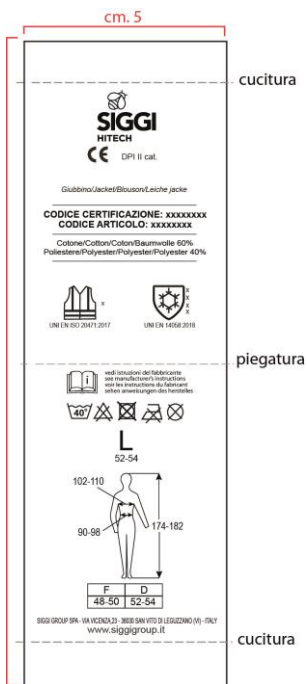 cm. 5
cucitura
SIGGI
HITECH
CE DPI II cat.
Giubbino/Jacket/Blouson/Leiche jacke
CODICE CERTIFICAZIONE: xxxxxxxx
CODICE ARTICOLO: xxxxxxxx
Cotone/Cotton/Coton/Baumwolle 60%
Poliestere/Polyester/Polyester/Polyester 40%
x
x
x
x
x
UNI EN ISO 20471:2017
UNI EN 14058:2018
piegatura
i
vedi istruzioni del fabbricante
see manufacturer's instructions
voir les instructions du fabricant
sehen anweisungen des herstelles
40°
L
52-54
102-110
90-98
174-182
F D
48-50 52-54
SIGGI GROUP SPA - VIA VICENZA,23 - 36030 SAN VITO DI LEGUZZANO (VI) - ITALY
www.siggigroup.it
cucitura